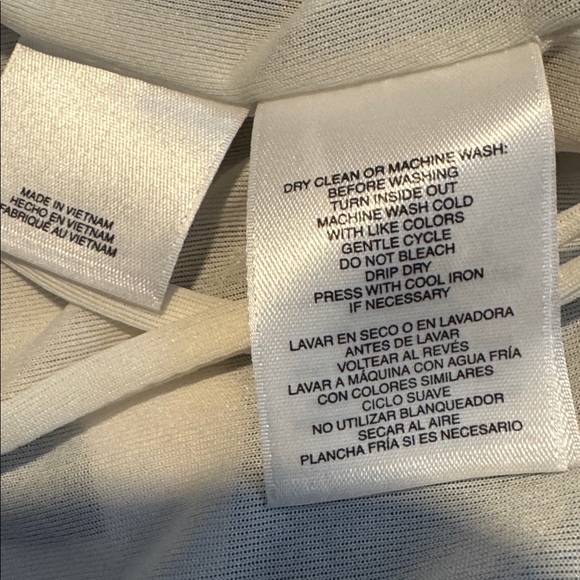 MADE IN VIETNAM
HECHO EN VIETNAM
FABRIQUÉ AU VIETNAM
DRY CLEAN OR MACHINE WASH:
BEFORE WASHING
TURN INSIDE OUT
MACHINE WASH COLD
WITH LIKE COLORS
GENTLE CYCLE
DO NOT BLEACH
DRIP DRY
PRESS WITH COOL IRON
IF NECESSARY
LAVAR EN SECO O EN LAVADORA
ANTES DE LAVAR
VOLTEAR AL REVÉS
LAVAR A MÁQUINA CON AGUA FRÍA
CON COLORES SIMILARES
CICLO SUAVE
NO UTILIZAR BLANQUEADOR
SECAR AL AIRE
PLANCHA FRÍA SI ES NECESARIO